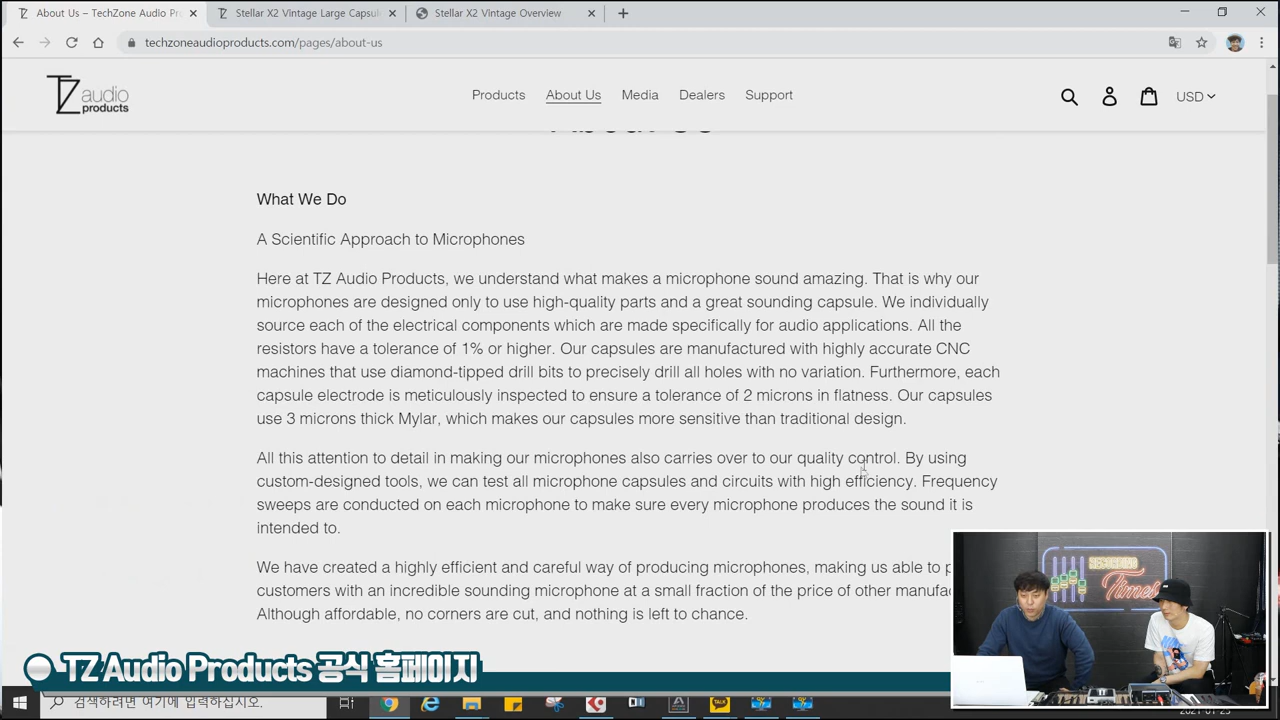 About Us – TechZone Audio Pr
Stellar X2 Vintage Large Capsul
Stellar X2 Vintage Overview
techzoneaudioproducts.com/pages/about-us
TZ audio products
Products
About Us
Media
Dealers
Support
USD
About Us
What We Do
A Scientific Approach to Microphones
Here at TZ Audio Products, we understand what makes a microphone sound amazing. That is why our
microphones are designed only to use high-quality parts and a great sounding capsule. We individually
source each of the electrical components which are made specifically for audio applications. All the
resistors have a tolerance of 1% or higher. Our capsules are manufactured with highly accurate CNC
machines that use diamond-tipped drill bits to precisely drill all holes with no variation. Furthermore, each
capsule electrode is meticulously inspected to ensure a tolerance of 2 microns in flatness. Our capsules
use 3 microns thick Mylar, which makes our capsules more sensitive than traditional design.
All this attention to detail in making our microphones also carries over to our quality control. By using
custom-designed tools, we can test all microphone capsules and circuits with high efficiency. Frequency
sweeps are conducted on each microphone to make sure every microphone produces the sound it is
intended to.
We have created a highly efficient and careful way of producing microphones, making us able to p
customers with an incredible sounding microphone at a small fraction of the price of other manufac
Although affordable, no corners are cut, and nothing is left to chance.
RECORDING
Times
TZ Audio Products 공식 홈페이지
검색하려면 여기에 입력하십시오.
TALK
2021-01-23